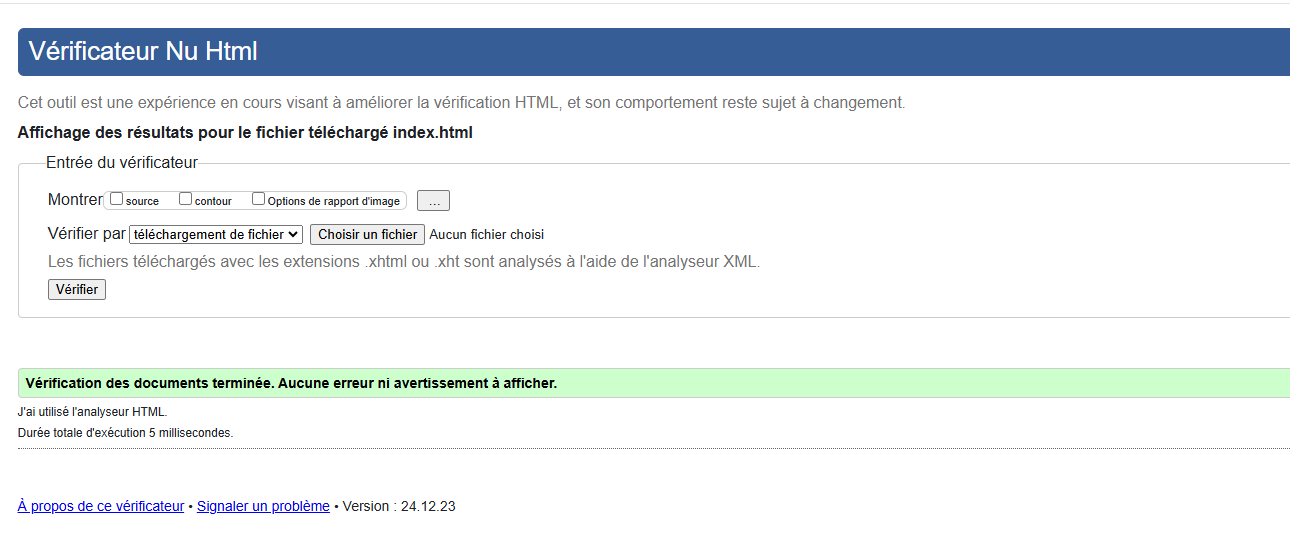 Vérificateur Nu Html
Cet outil est une expérience en cours visant à améliorer la vérification HTML, et son comportement reste sujet à changement.
Affichage des résultats pour le fichier téléchargé index.html
Entrée du vérificateur
Montrer source contour Options de rapport d'image ...
Vérifier par téléchargement de fichier Choisir un fichier Aucun fichier choisi
Les fichiers téléchargés avec les extensions .xhtml ou .xht sont analysés à l'aide de l'analyseur XML.
Vérifier
Vérification des documents terminée. Aucune erreur ni avertissement à afficher.
J'ai utilisé l'analyseur HTML.
Durée totale d'exécution 5 millisecondes.
À propos de ce vérificateur • Signaler un problème • Version : 24.12.23